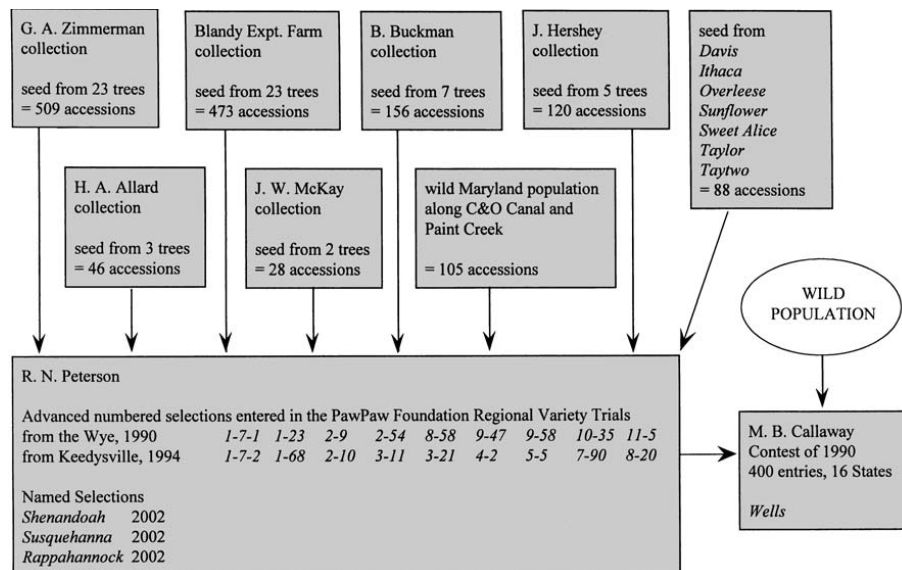 G. A. Zimmerman
collection
seed from 23 trees
= 509 accessions
Blandy Expt. Farm
collection
seed from 23 trees
= 473 accessions
B. Buckman
collection
seed from 7 trees
= 156 accessions
J. Hershey
collection
seed from 5 trees
= 120 accessions
seed from
Davis
Ithaca
Overleese
Sunflower
Sweet Alice
Taylor
Taytwo
= 88 accessions
H. A. Allard
collection
seed from 3 trees
= 46 accessions
J. W. McKay
collection
seed from 2 trees
= 28 accessions
wild Maryland population
along C&O Canal and
Paint Creek
= 105 accessions
WILD
POPULATION
R. N. Peterson
Advanced numbered selections entered in the PawPaw Foundation Regional Variety Trials
from the Wye, 1990 1-7-1 1-23 2-9 2-54 8-58 9-47 9-58 10-35 11-5
from Keedysville, 1994 1-7-2 1-68 2-10 3-11 3-21 4-2 5-5 7-90 8-20
Named Selections
Shenandoah 2002
Susquehanna 2002
Rappahannock 2002
M. B. Callaway
Contest of 1990
400 entries, 16 States
Wells